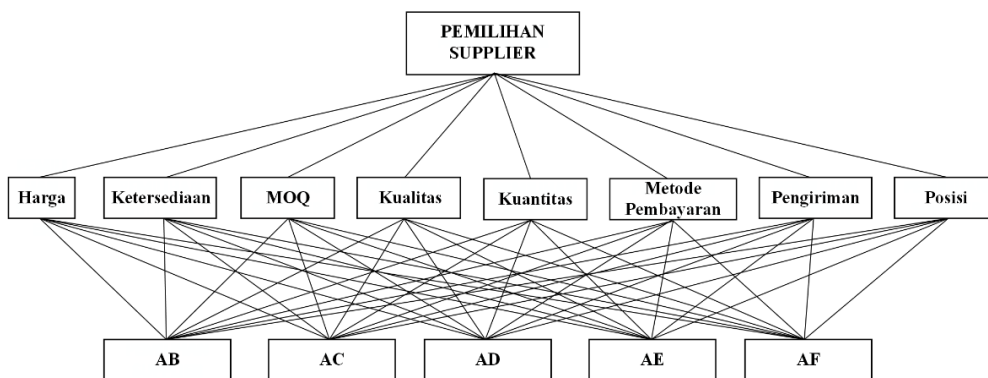 PEMILIHAN
SUPPLIER
Harga
Ketersediaan
MOQ
Kualitas
Kuantitas
Metode
Pembayaran
Pengiriman
Posisi
AB
AC
AD
AE
AF